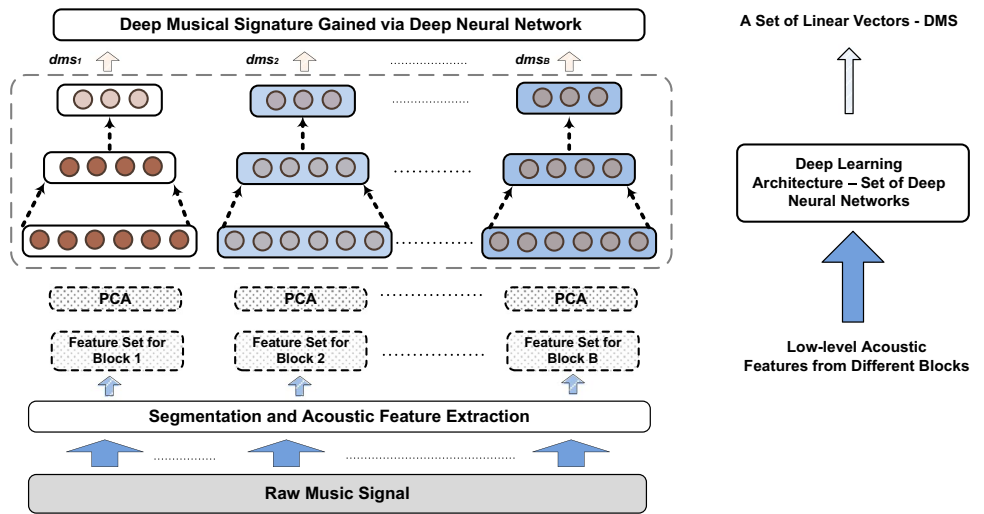 Deep Musical Signature Gained via Deep Neural Network
dms1
dms2
dmsB
PCA
PCA
PCA
Feature Set for
Block 1
Feature Set for
Block 2
Feature Set for
Block B
Segmentation and Acoustic Feature Extraction
Raw Music Signal
A Set of Linear Vectors - DMS
Deep Learning
Architecture – Set of Deep
Neural Networks
Low-level Acoustic
Features from Different Blocks